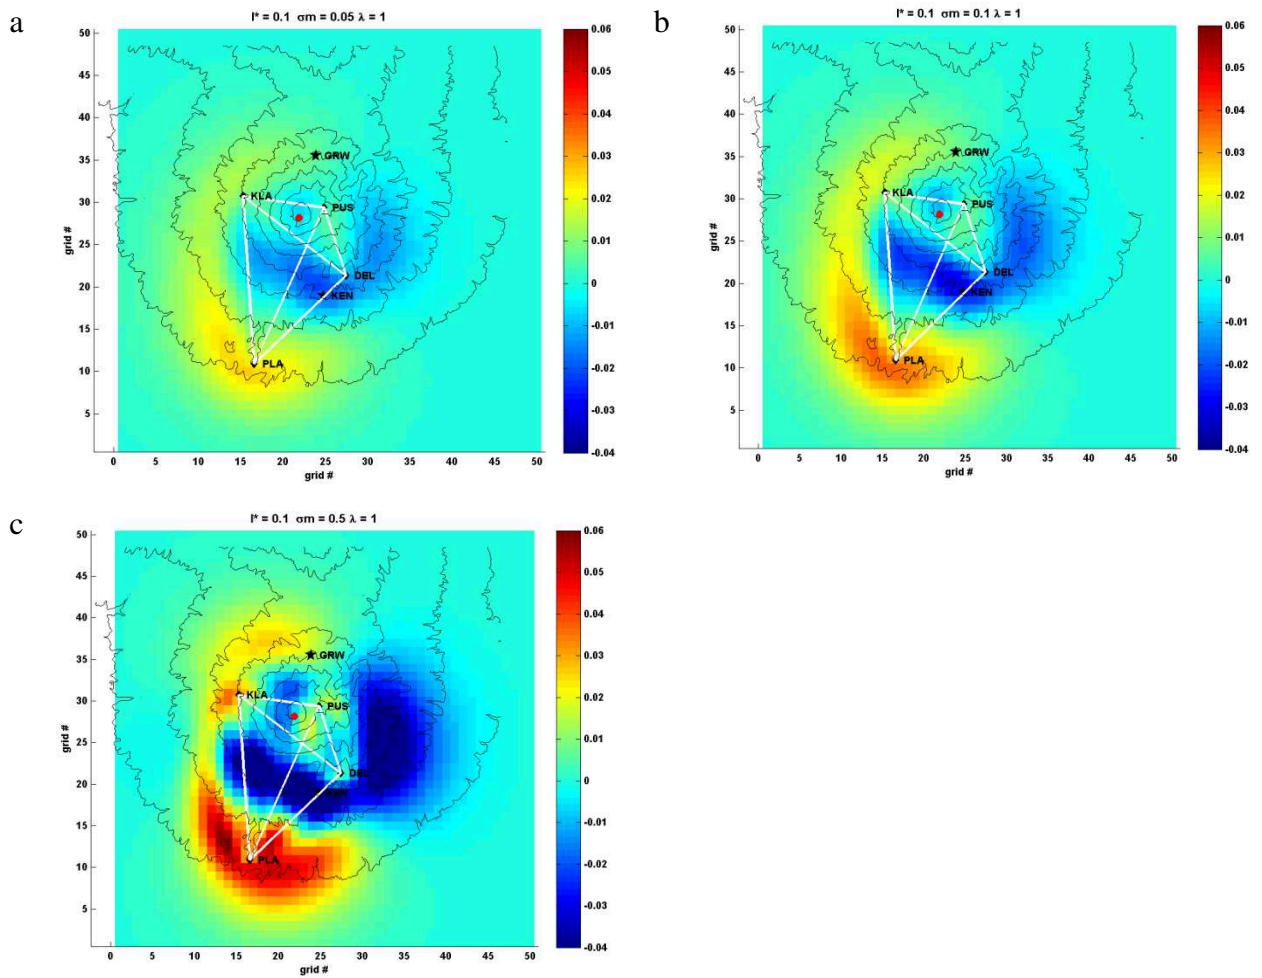 a
l* = 0.1 σm = 0.05 λ = 1
50
45
40
35
30
25
20
15
10
5
grid #
0 5 10 15 20 25 30 35 40 45 50
grid #
GRW
KLA
PUS
DEL
KEN
PLA
0.06
0.05
0.04
0.03
0.02
0.01
0
-0.01
-0.02
-0.03
-0.04
b
l* = 0.1 σm = 0.1 λ = 1
50
45
40
35
30
25
20
15
10
5
grid #
0 5 10 15 20 25 30 35 40 45 50
grid #
GRW
KLA
PUS
DEL
KEN
PLA
0.06
0.05
0.04
0.03
0.02
0.01
0
-0.01
-0.02
-0.03
-0.04
c
l* = 0.1 σm = 0.5 λ = 1
50
45
40
35
30
25
20
15
10
5
grid #
0 5 10 15 20 25 30 35 40 45 50
grid #
GRW
KLA
PUS
DEL
KEN
PLA
0.06
0.05
0.04
0.03
0.02
0.01
0
-0.01
-0.02
-0.03
-0.04